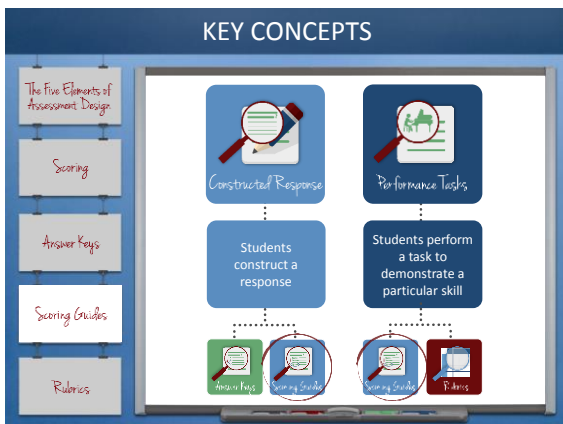 KEY CONCEPTS
The Five Elements of
Assessment Design
Scoring
Answer Keys
Scoring Guides
Rubrics
Constructed Response
Performance Tasks
Students
construct a
response
Students perform
a task to
demonstrate a
particular skill
Answer Keys
Scoring Guides
Scoring Guides
Rubrics